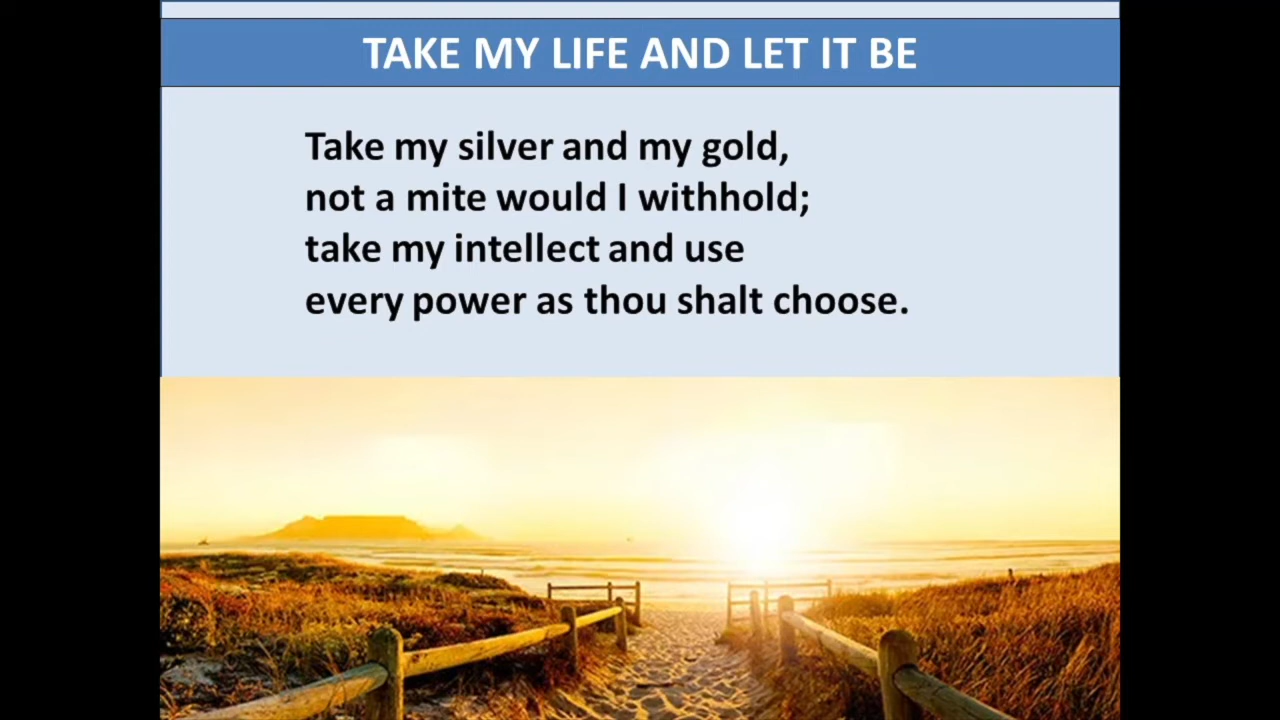 TAKE MY LIFE AND LET IT BE
Take my silver and my gold,
not a mite would I withhold;
take my intellect and use
every power as thou shalt choose.